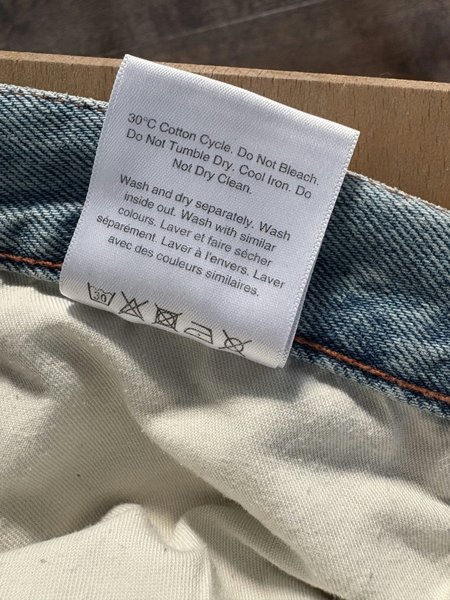 30°C Cotton Cycle. Do Not Bleach.
Do Not Tumble Dry. Cool Iron. Do
Not Dry Clean.
Wash and dry separately. Wash
inside out. Wash with similar
colours. Laver et faire sécher
séparément. Laver à l'envers. Laver
avec des couleurs similaires.
30